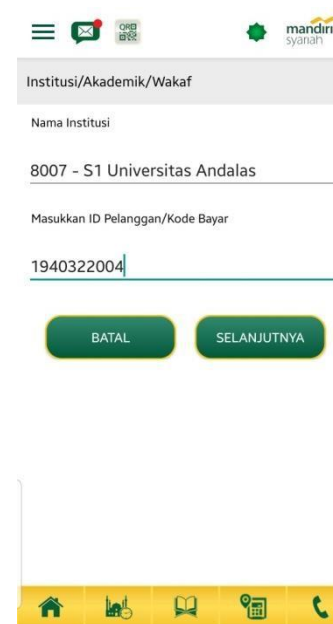 mandiri
syariah
Institusi/Akademik/Wakaf
Nama Institusi
8007 - S1 Universitas Andalas
Masukkan ID Pelanggan/Kode Bayar
1940322004
BATAL
SELANJUTNYA